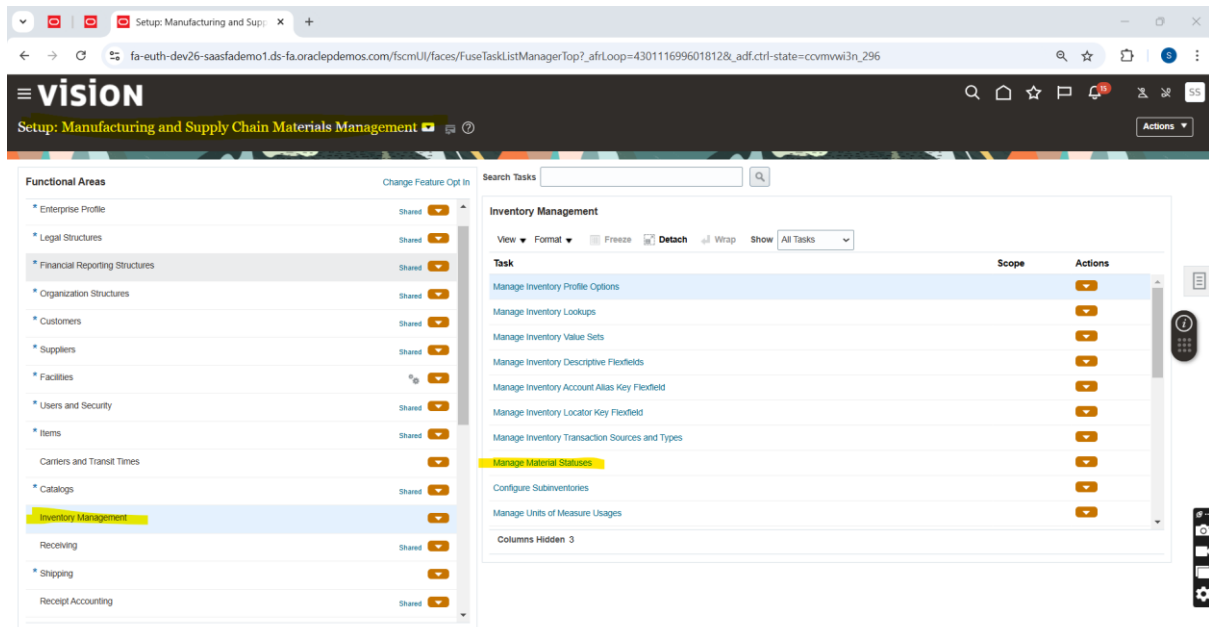 Setup: Manufacturing and Supp
fa-euth-dev26-saasfademo1.ds-fa.oraclepdemos.com/fscmUI/faces/FuseTaskListManagerTop?_afrLoop=4301116996018128&_adf.ctrl-state=ccvmvwi3n_296
S
VISION
15
SS
Setup: Manufacturing and Supply Chain Materials Management
Actions
Functional Areas
Change Feature Opt In
* Enterprise Profile Shared
* Legal Structures Shared
* Financial Reporting Structures Shared
* Organization Structures Shared
* Customers Shared
* Suppliers Shared
* Facilities
* Users and Security Shared
* Items Shared
Carriers and Transit Times
* Catalogs Shared
Inventory Management
Receiving Shared
* Shipping
Receipt Accounting Shared
Search Tasks
Inventory Management
View Format Freeze Detach Wrap Show All Tasks
Task Scope Actions
Manage Inventory Profile Options
Manage Inventory Lookups
Manage Inventory Value Sets
Manage Inventory Descriptive Flexfields
Manage Inventory Account Alias Key Flexfield
Manage Inventory Locator Key Flexfield
Manage Inventory Transaction Sources and Types
Manage Material Statuses
Configure Subinventories
Manage Units of Measure Usages
Columns Hidden 3